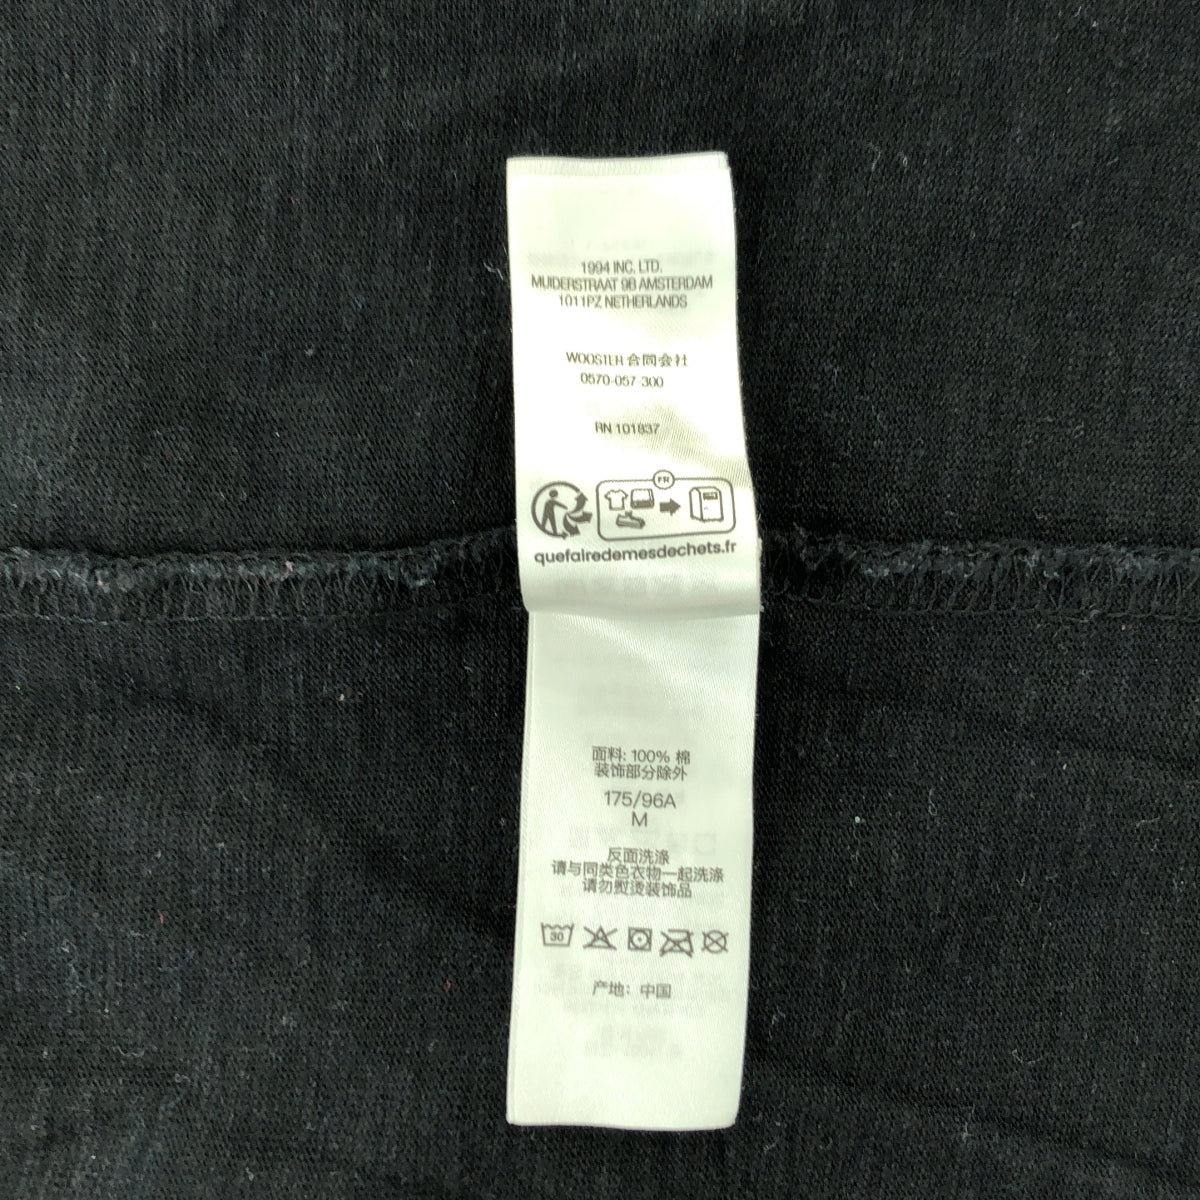 1994 INC. LTD.
MUIDERSTRAAT 9B AMSTERDAM
1011PZ NETHERLANDS
WOOSTER 合同会社
0570-057-300
RN 101837
FR
quefairedemesdechets.fr
面料: 100% 棉
装饰部分除外
175/96A
M
反面洗涤
请与同类色衣物一起洗涤
请勿熨烫装饰品
30
产地: 中国